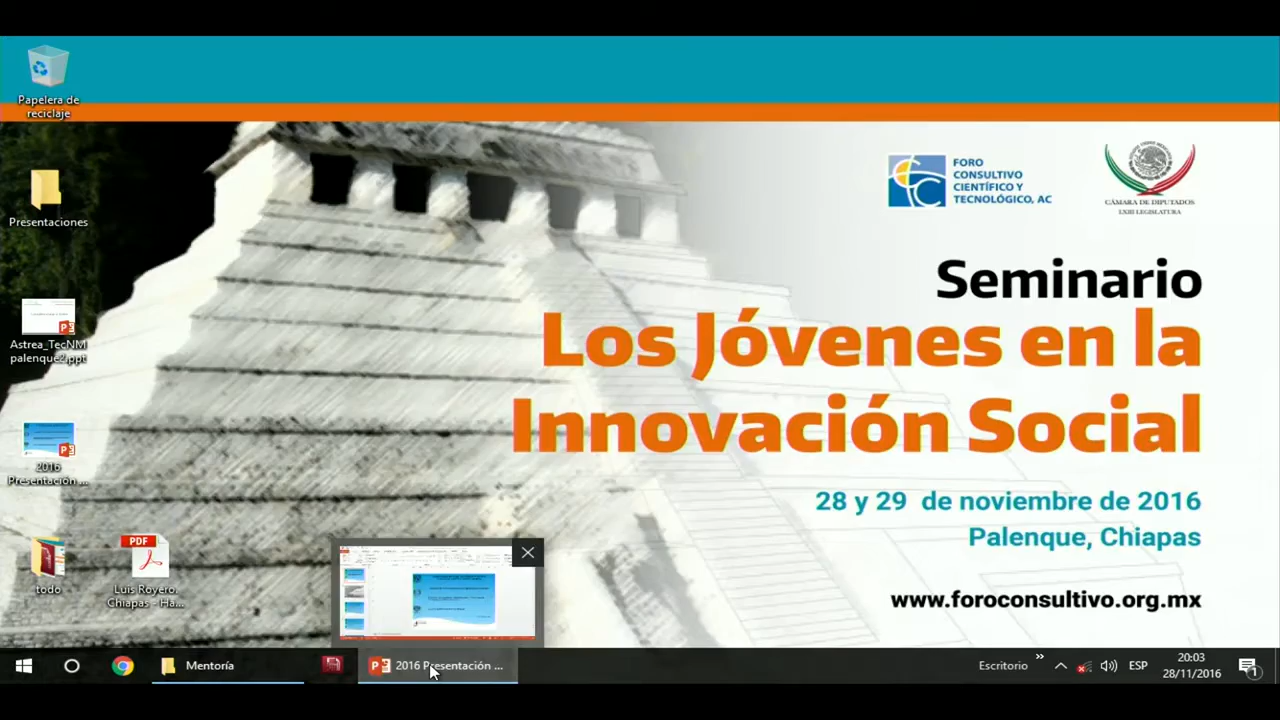 Papelera de
reciclaje
Presentaciones
Astrea_TecNM
palenque2.ppt
2016
Presentación ...
todo
PDF
Luis Royero.
Chiapas - Ha...
FORO
CONSULTIVO
CIENTÍFICO Y
TECNOLÓGICO, AC
CÁMARA DE DIPUTADOS
LXIII LEGISLATURA
Seminario
Los Jóvenes en la
Innovación Social
28 y 29 de noviembre de 2016
Palenque, Chiapas
www.foroconsultivo.org.mx
Mentoría
2016 Presentación ...
Escritorio
ESP
20:03
28/11/2016
1